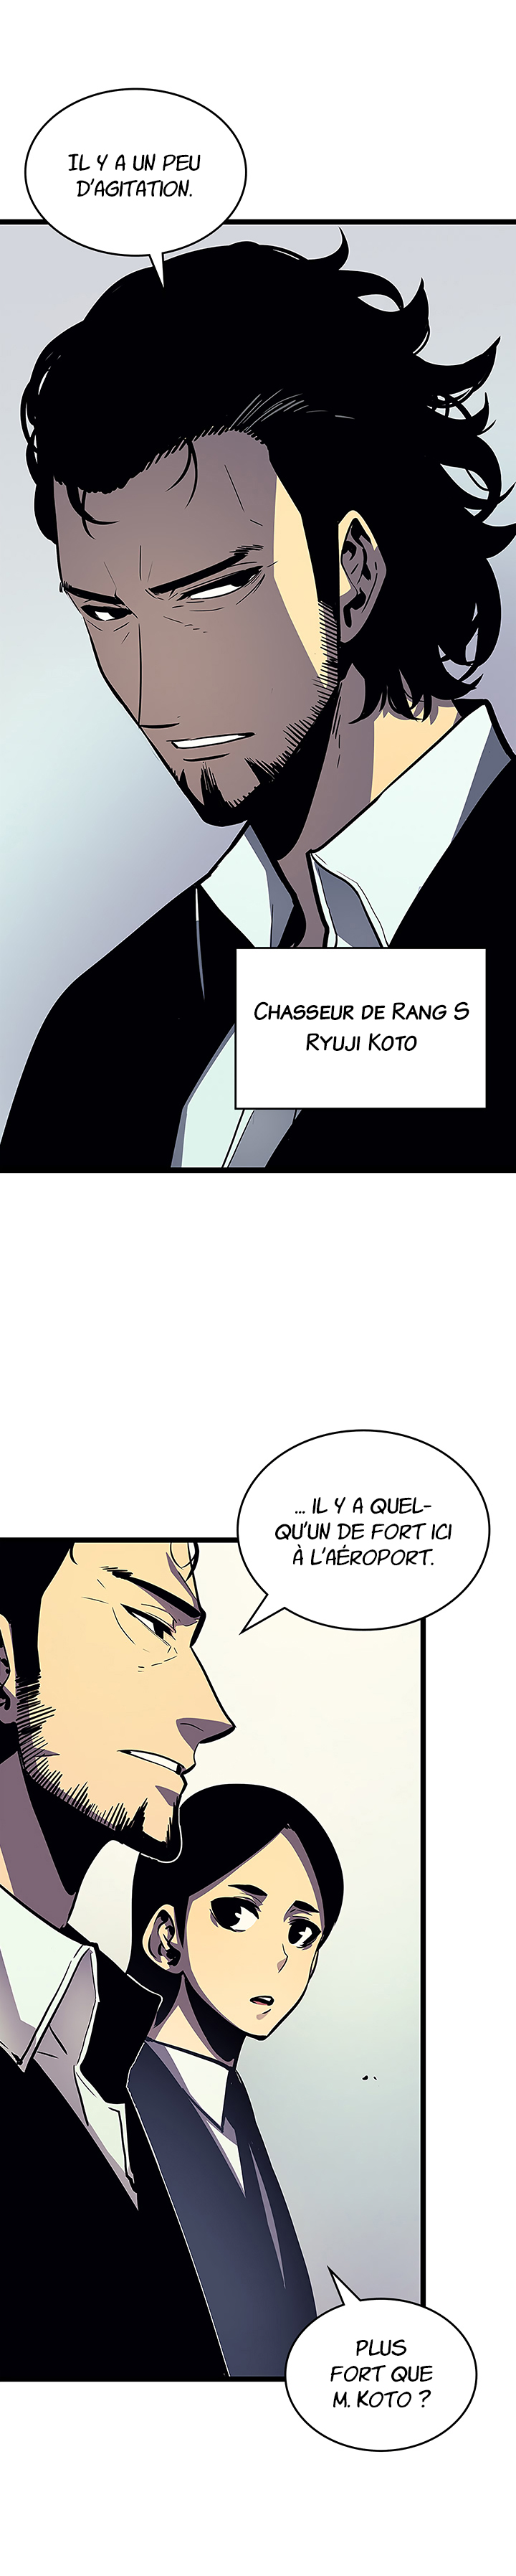 IL Y A UN PEU
D'AGITATION.
CHASSEUR DE RANG S
RYUJI KOTO
... IL Y A QUEL-
QU'UN DE FORT ICI
À L'AÉROPORT.
PLUS
FORT QUE
M. KOTO ?